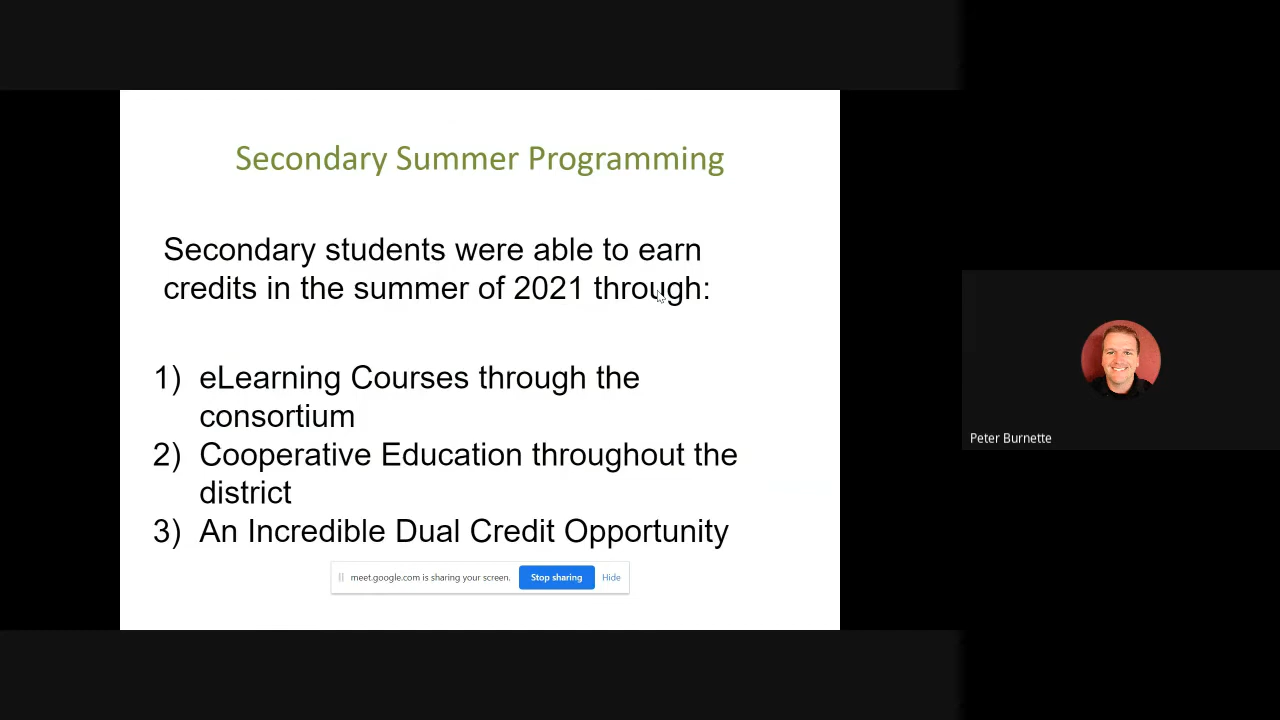 Secondary Summer Programming
Secondary students were able to earn
credits in the summer of 2021 through:
1) eLearning Courses through the
consortium
2) Cooperative Education throughout the
district
3) An Incredible Dual Credit Opportunity
meet.google.com is sharing your screen. Stop sharing Hide
Peter Burnette